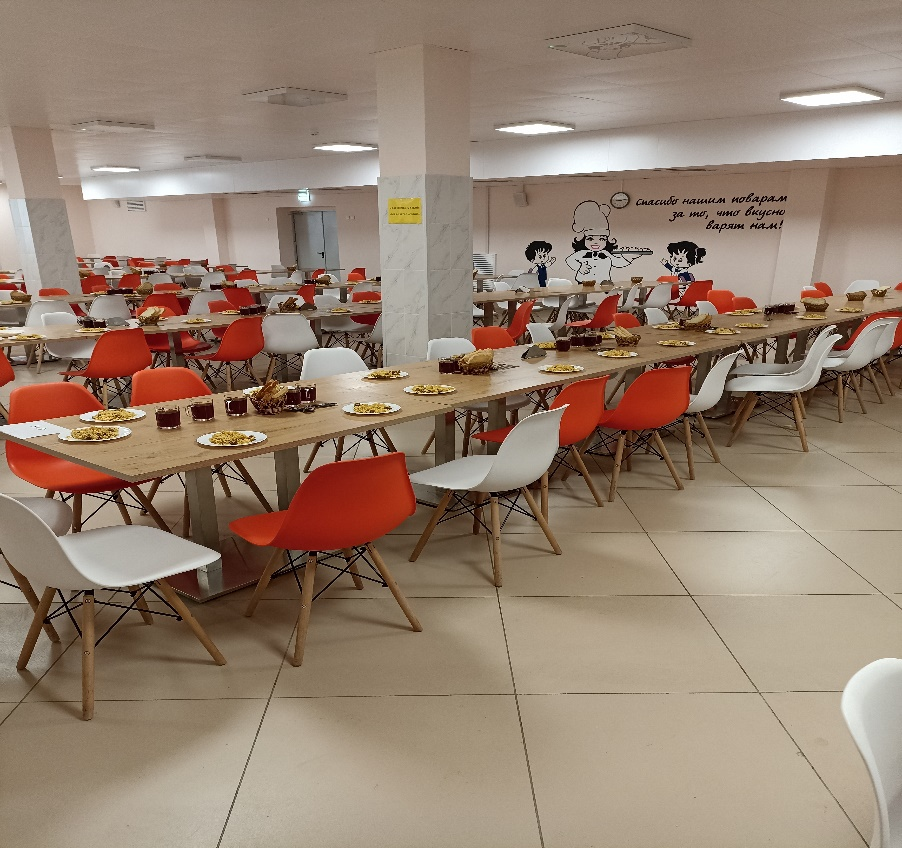 Спасибо нашим поварам
за то, что вкусно
варят нам!